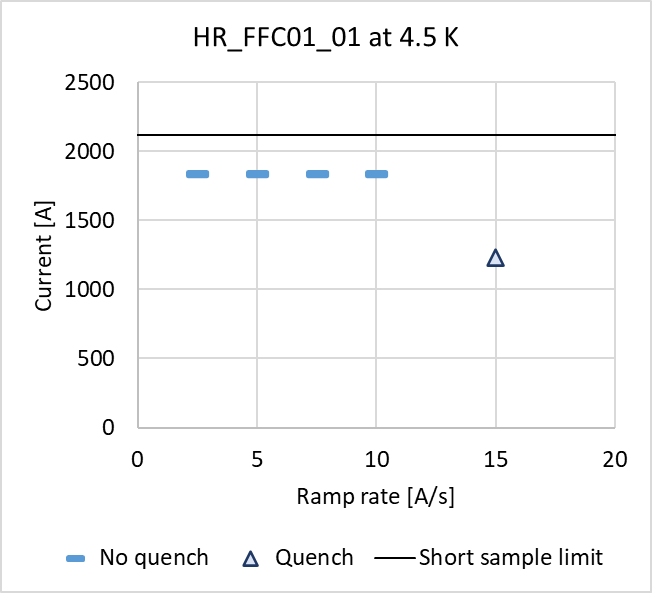 HR_FFC01_01 at 4.5 K
2500
2000
1500
1000
500
0
Current [A]
0 5 10 15 20
Ramp rate [A/s]
No quench Quench Short sample limit